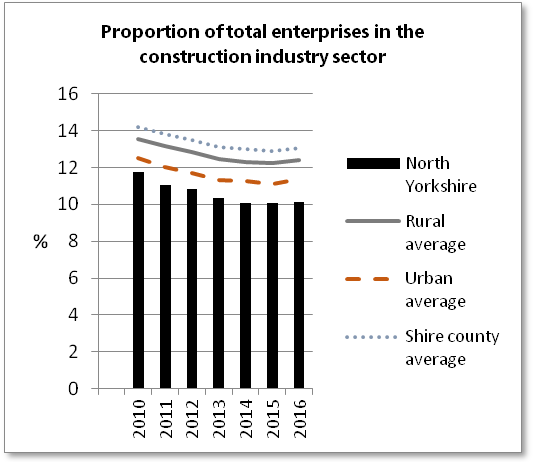 Proportion of total enterprises in the
construction industry sector
16
14
12
10
8
6
4
2
0
%
2010
2011
2012
2013
2014
2015
2016
North
Yorkshire
Rural
average
Urban
average
Shire county
average